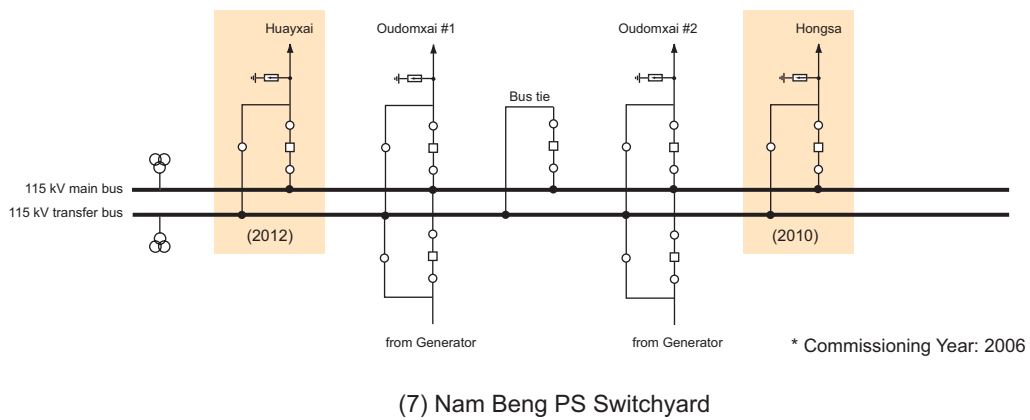 Huayxai
Oudomxai #1
Oudomxai #2
Hongsa
Bus tie
115 kV main bus
115 kV transfer bus
(2012)
(2010)
from Generator
from Generator
* Commissioning Year: 2006
(7) Nam Beng PS Switchyard